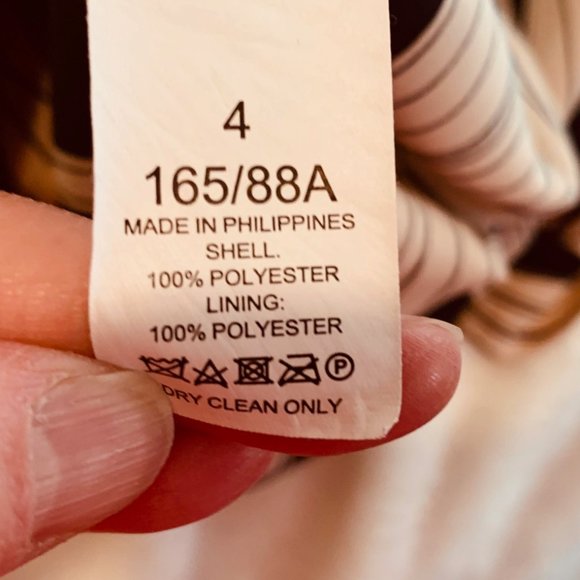 4
165/88A
MADE IN PHILIPPINES
SHELL.
100% POLYESTER
LINING:
100% POLYESTER
P
DRY CLEAN ONLY